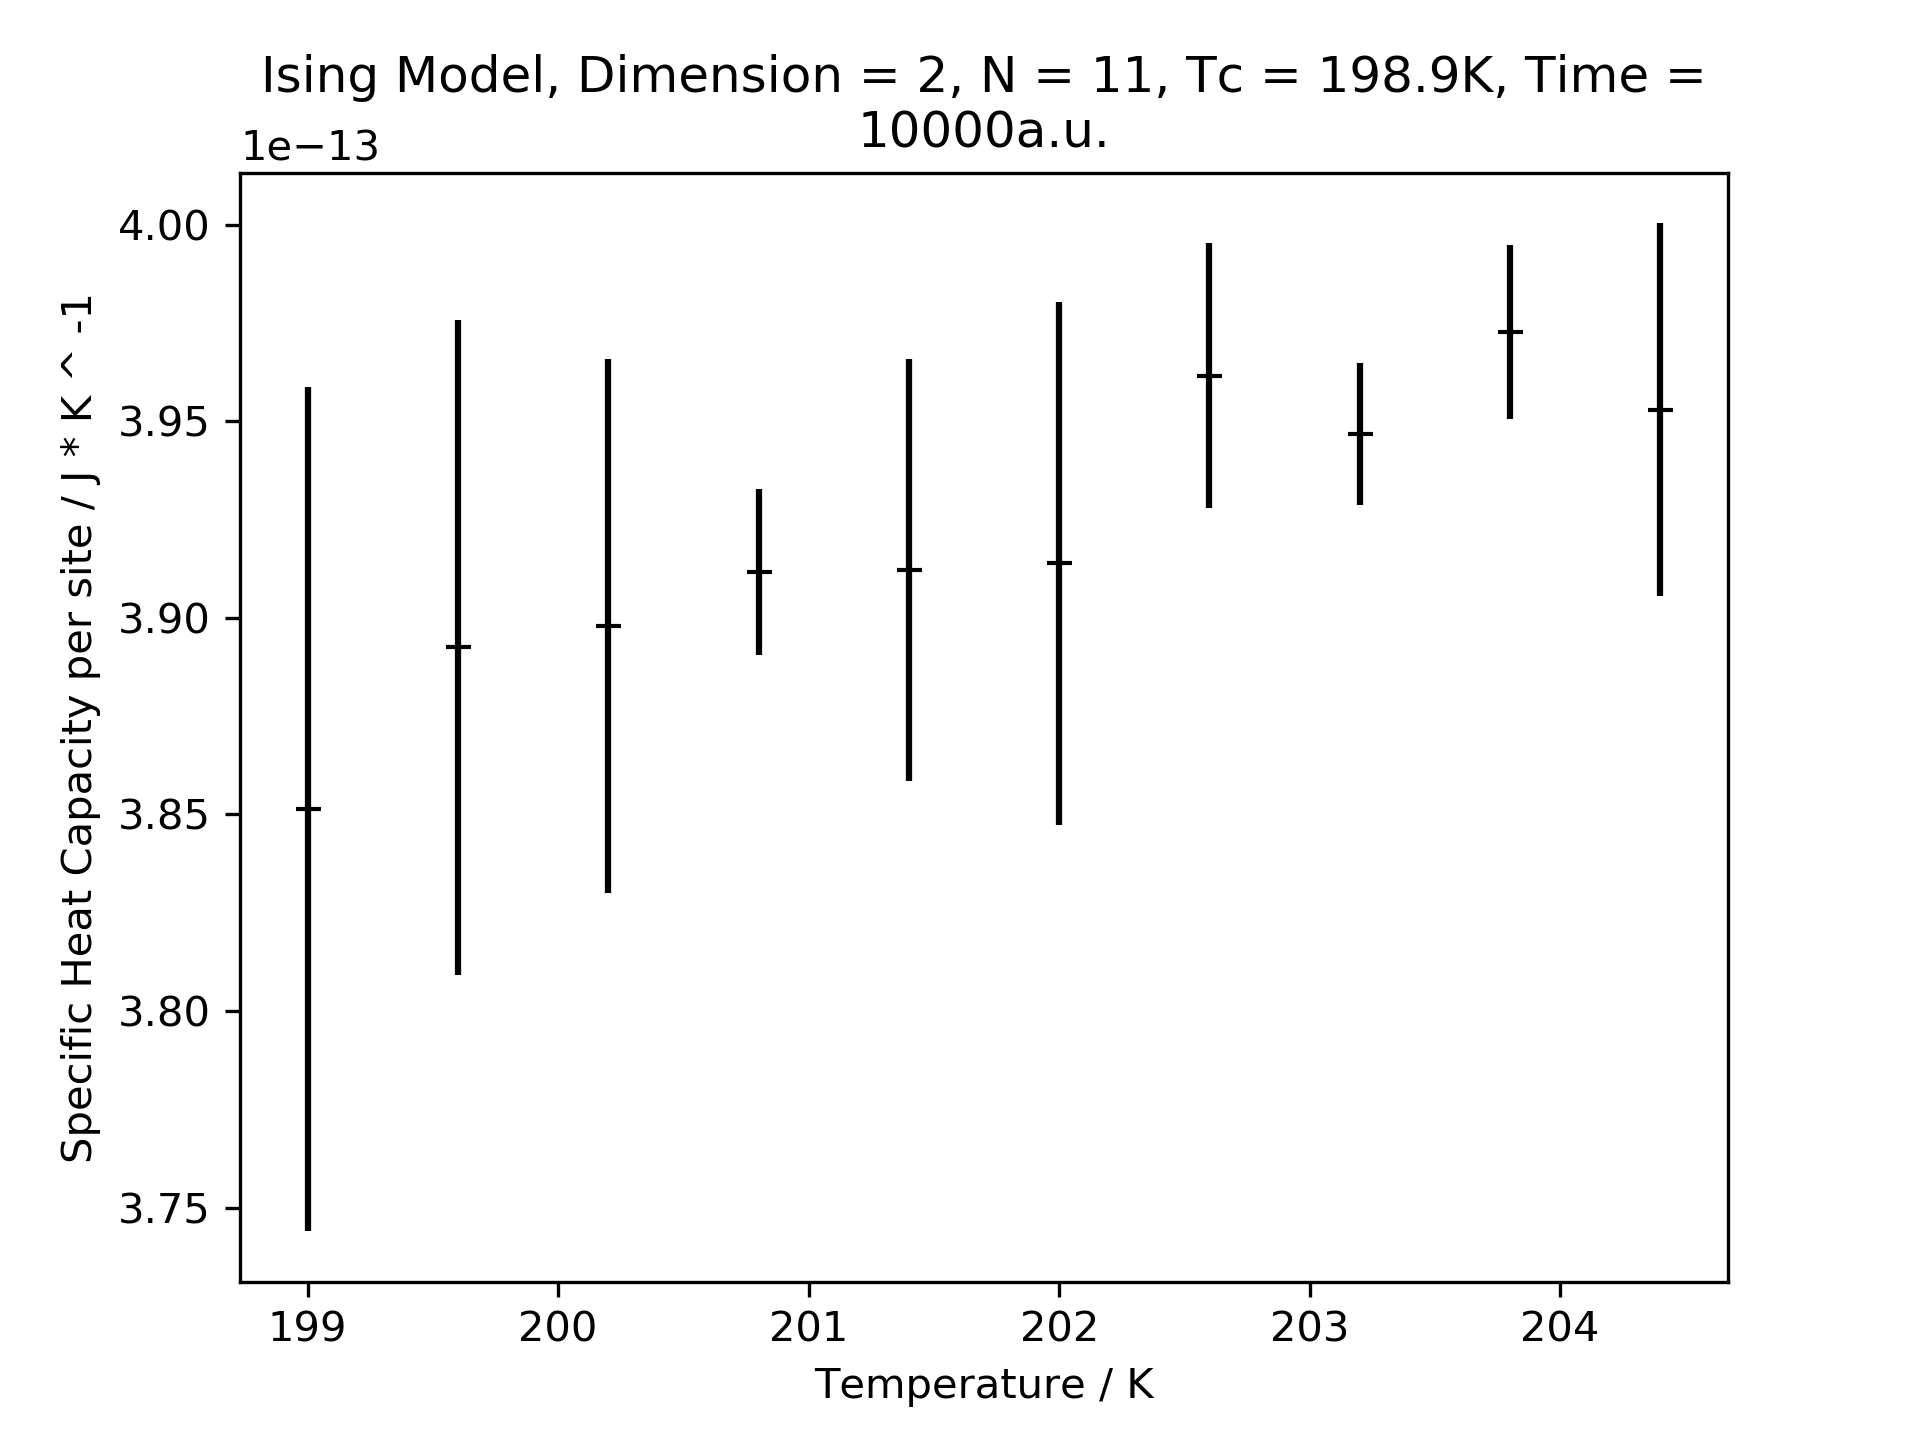 Ising Model, Dimension = 2, N = 11, Tc = 198.9K, Time =
10000a.u.
1e−13
4.00
3.95
3.90
3.85
3.80
3.75
Specific Heat Capacity per site / J * K ^ -1
199 200 201 202 203 204
Temperature / K